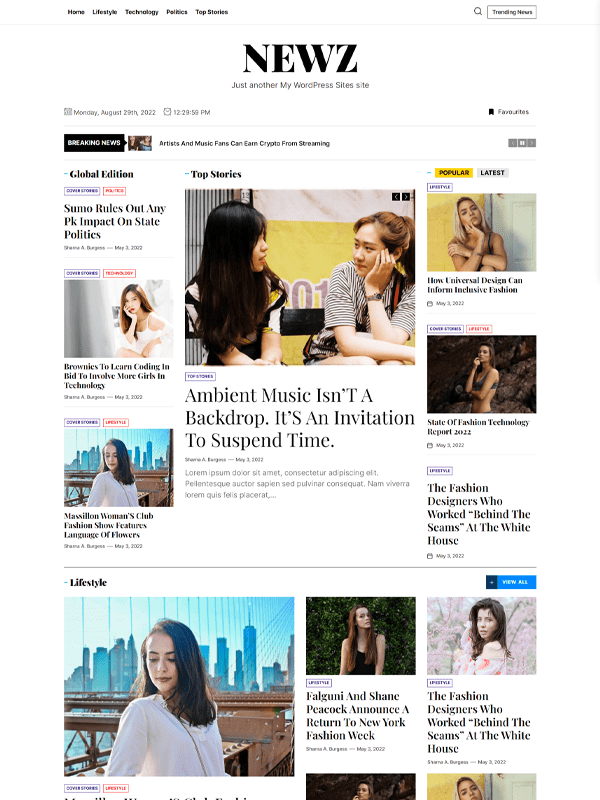 Home Lifestyle Technology Politics Top Stories
Trending News
NEWZ
Just another My WordPress Sites site
Monday, August 29th, 2022 12:29:59 PM
Favourites
BREAKING NEWS
Artists And Music Fans Can Earn Crypto From Streaming
Global Edition
COVER STORIES POLITICS
Sumo Rules Out Any
Pk Impact On State
Politics
Sharna A. Burgess — May 3, 2022
COVER STORIES TECHNOLOGY
Brownies To Learn Coding In
Bid To Involve More Girls In
Technology
Sharna A. Burgess — May 3, 2022
COVER STORIES LIFESTYLE
Massillon Woman'S Club
Fashion Show Features
Language Of Flowers
Sharna A. Burgess — May 3, 2022
Top Stories
TOP STORIES
Ambient Music Isn'T A
Backdrop. It'S An Invitation
To Suspend Time.
Sharna A. Burgess — May 3, 2022
Lorem ipsum dolor sit amet, consectetur adipiscing elit.
Pellentesque auctor sapien sed pulvinar consequat. Nam viverra
lorem quis felis placerat,...
POPULAR LATEST
LIFESTYLE
How Universal Design Can
Inform Inclusive Fashion
May 3, 2022
COVER STORIES LIFESTYLE
State Of Fashion Technology
Report 2022
May 3, 2022
LIFESTYLE
The Fashion
Designers Who
Worked “Behind The
Seams” At The White
House
May 3, 2022
Lifestyle
+ VIEW ALL
COVER STORIES LIFESTYLE
LIFESTYLE
Falguni And Shane
Peacock Announce A
Return To New York
Fashion Week
Sharna A. Burgess — May 3, 2022
LIFESTYLE
The Fashion
Designers Who
Worked “Behind The
Seams” At The White
House
Sharna A. Burgess — May 3, 2022